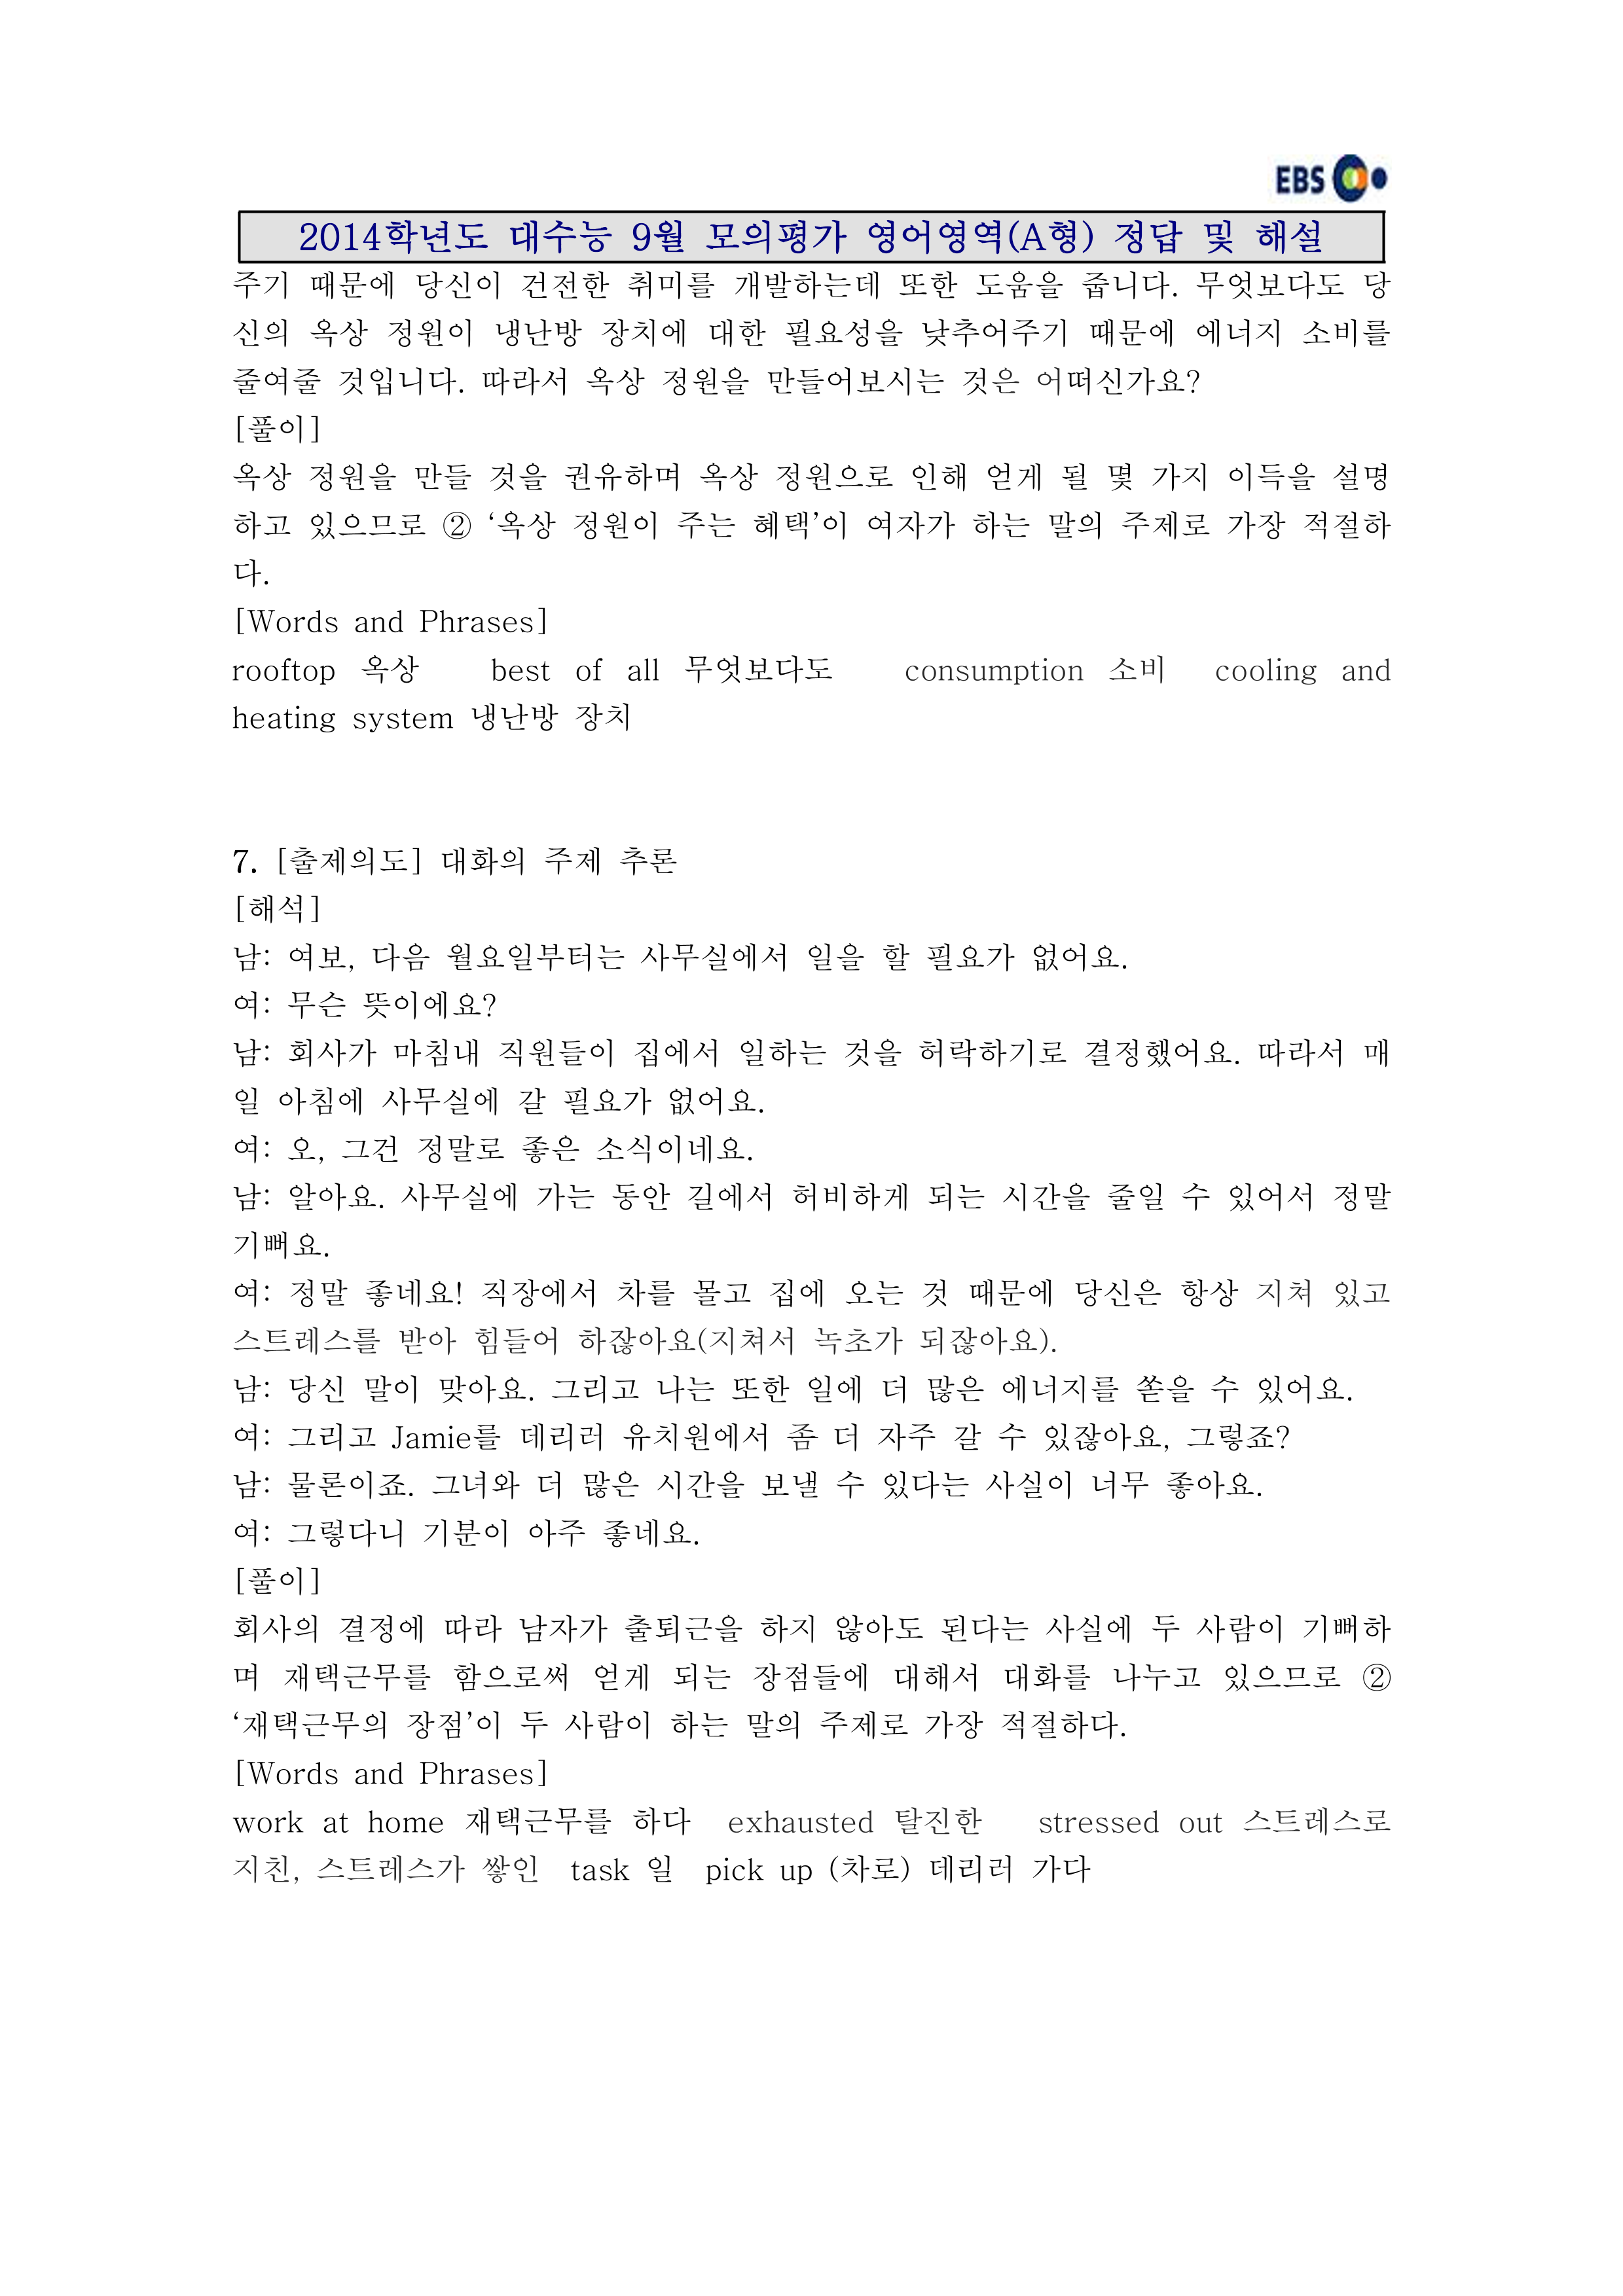 EBS
2014학년도 대수능 9월 모의평가 영어영역(A형) 정답 및 해설
주기 때문에 당신이 건전한 취미를 개발하는데 또한 도움을 줍니다. 무엇보다도 당
신의 옥상 정원이 냉난방 장치에 대한 필요성을 낮추어주기 때문에 에너지 소비를
줄여줄 것입니다. 따라서 옥상 정원을 만들어보시는 것은 어떠신가요?
[풀이]
옥상 정원을 만들 것을 권유하며 옥상 정원으로 인해 얻게 될 몇 가지 이득을 설명
하고 있으므로 ② ‘옥상 정원이 주는 혜택’이 여자가 하는 말의 주제로 가장 적절하
다.
[Words and Phrases]
rooftop 옥상 best of all 무엇보다도 consumption 소비 cooling and
heating system 냉난방 장치
7. [출제의도] 대화의 주제 추론
[해석]
남: 여보, 다음 월요일부터는 사무실에서 일을 할 필요가 없어요.
여: 무슨 뜻이에요?
남: 회사가 마침내 직원들이 집에서 일하는 것을 허락하기로 결정했어요. 따라서 매
일 아침에 사무실에 갈 필요가 없어요.
여: 오, 그건 정말로 좋은 소식이네요.
남: 알아요. 사무실에 가는 동안 길에서 허비하게 되는 시간을 줄일 수 있어서 정말
기뻐요.
여: 정말 좋네요! 직장에서 차를 몰고 집에 오는 것 때문에 당신은 항상 지쳐 있고
스트레스를 받아 힘들어 하잖아요(지쳐서 녹초가 되잖아요).
남: 당신 말이 맞아요. 그리고 나는 또한 일에 더 많은 에너지를 쏟을 수 있어요.
여: 그리고 Jamie를 데리러 유치원에서 좀 더 자주 갈 수 있잖아요, 그렇죠?
남: 물론이죠. 그녀와 더 많은 시간을 보낼 수 있다는 사실이 너무 좋아요.
여: 그렇다니 기분이 아주 좋네요.
[풀이]
회사의 결정에 따라 남자가 출퇴근을 하지 않아도 된다는 사실에 두 사람이 기뻐하
며 재택근무를 함으로써 얻게 되는 장점들에 대해서 대화를 나누고 있으므로 ②
‘재택근무의 장점’이 두 사람이 하는 말의 주제로 가장 적절하다.
[Words and Phrases]
work at home 재택근무를 하다 exhausted 탈진한 stressed out 스트레스로
지친, 스트레스가 쌓인 task 일 pick up (차로) 데리러 가다